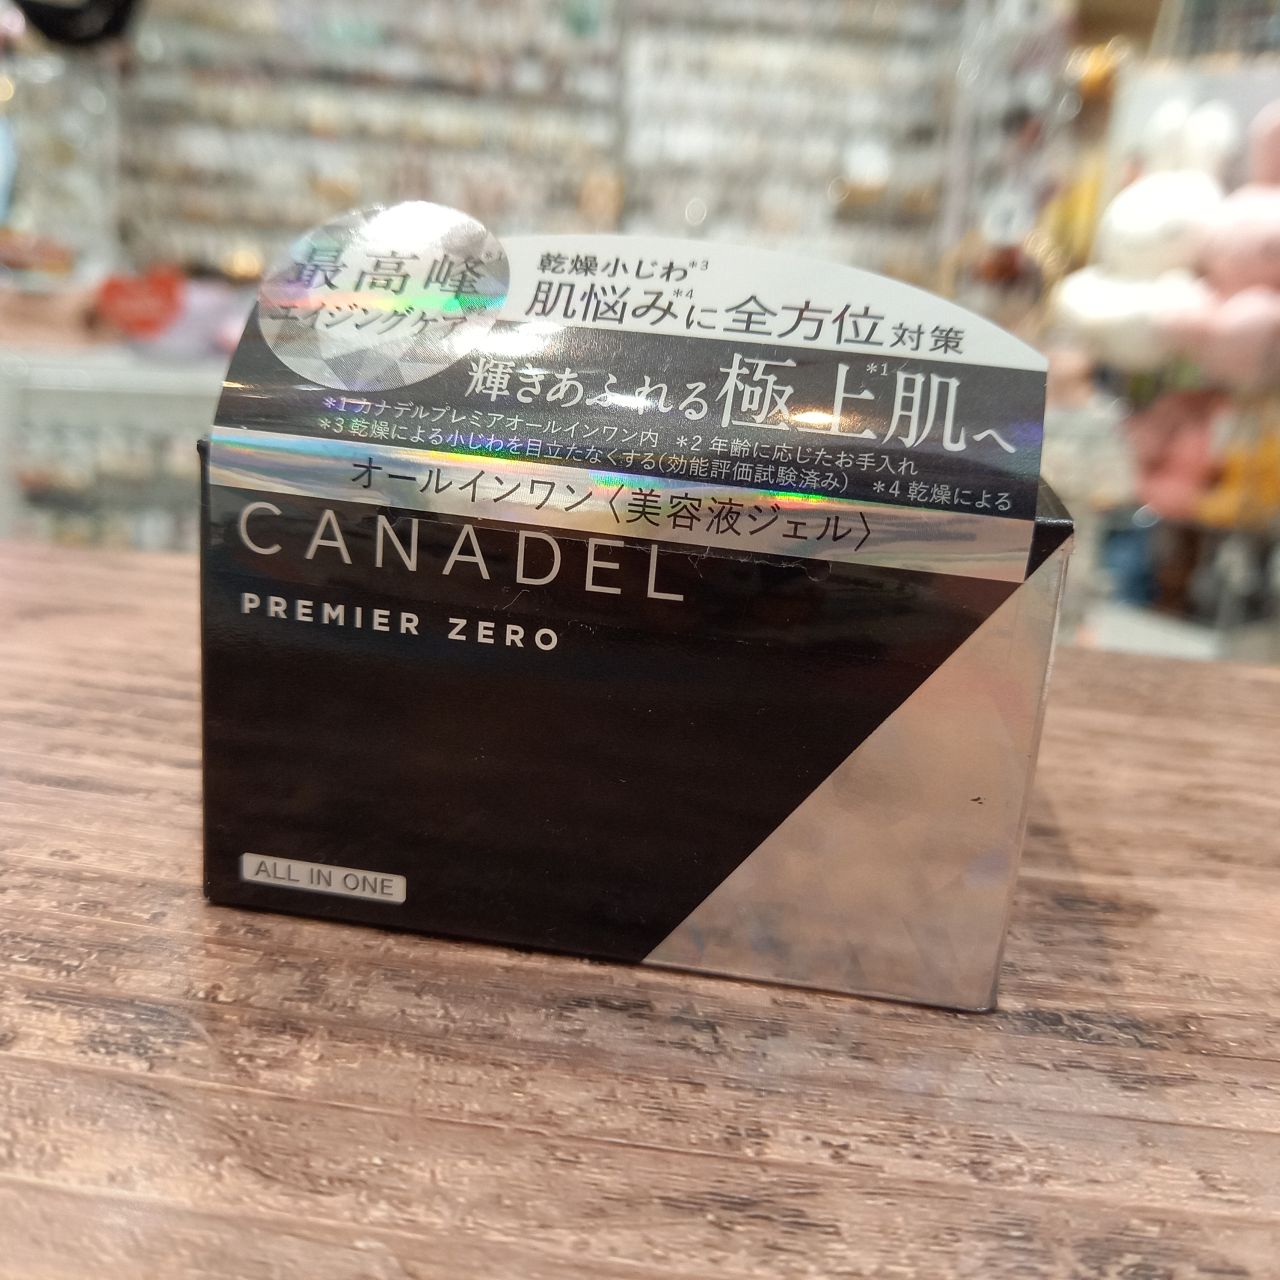 最高峰*1
エイジングケア
乾燥小じわ*3
肌悩み*4に全方位対策
輝きあふれる極上*1肌へ
*1 カナデルプレミアオールインワン内 *2 年齢に応じたお手入れ
*3 乾燥による小じわを目立たなくする(効能評価試験済み) *4 乾燥による
オールインワン〈美容液ジェル〉
CANADEL
PREMIER ZERO
ALL IN ONE